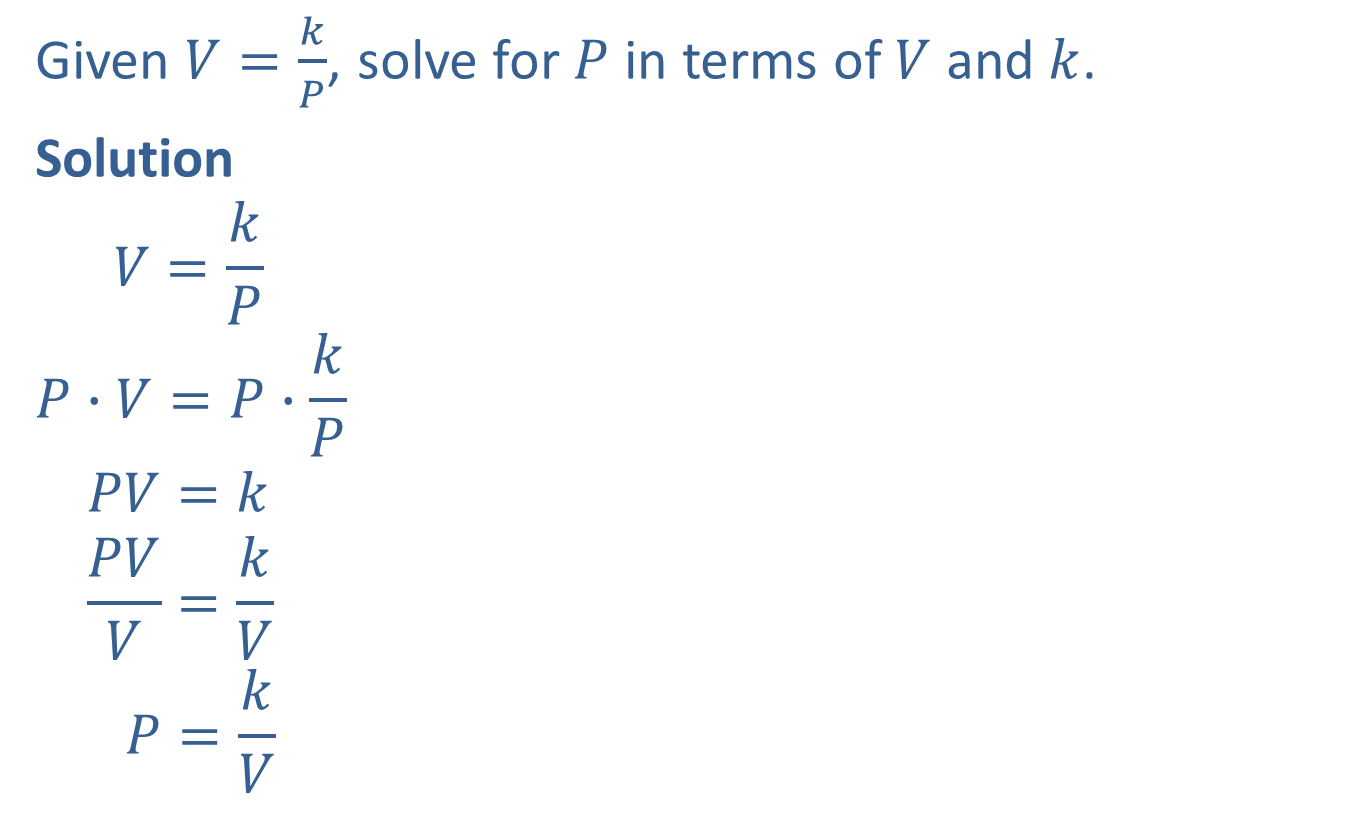 Given V = k/P, solve for P in terms of V and k.
Solution
V = k/P
P · V = P · k/P
PV = k
PV/V = k/V
P = k/V